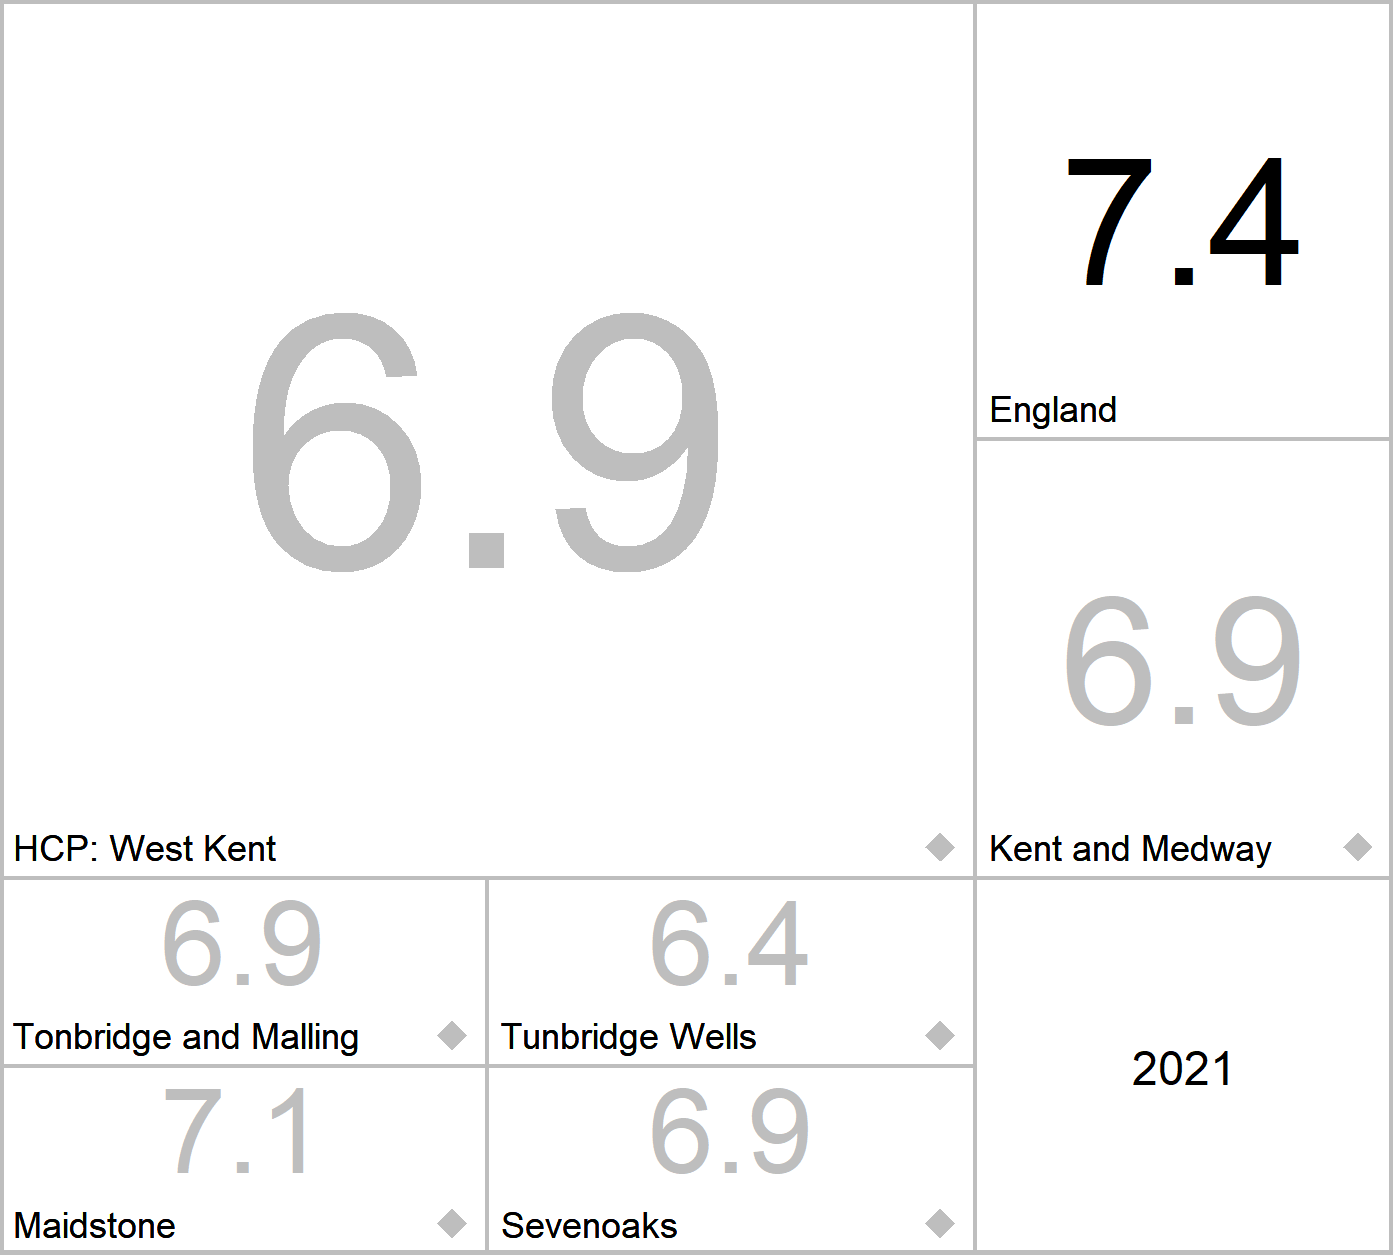 6.9
HCP: West Kent
7.4
England
6.9
Kent and Medway
6.9
Tonbridge and Malling
6.4
Tunbridge Wells
7.1
Maidstone
6.9
Sevenoaks
2021